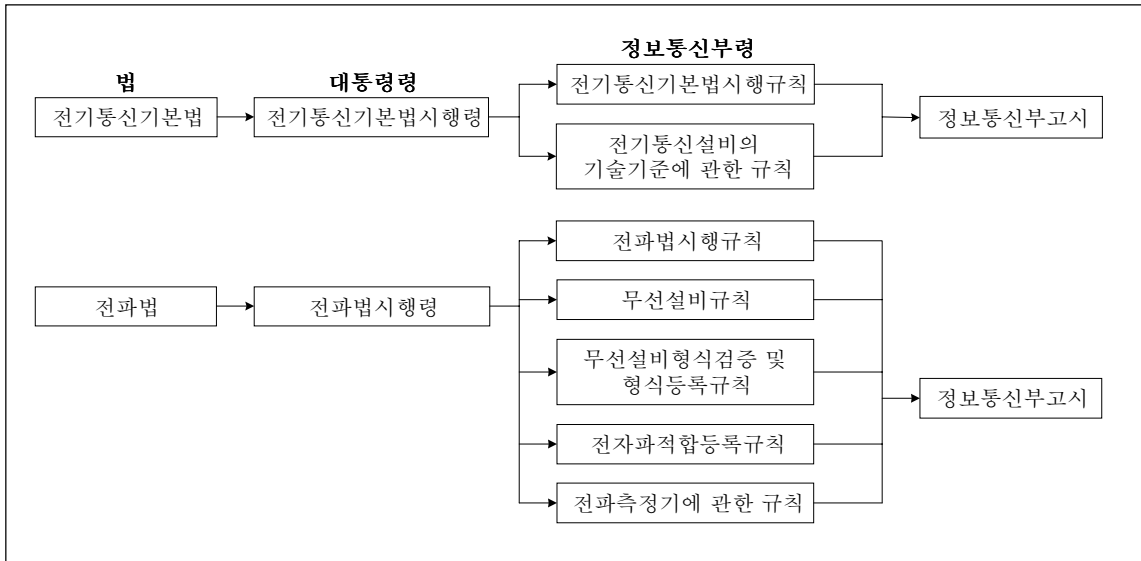 법
대통령령
정보통신부령
전기통신기본법
전기통신기본법시행령
전기통신기본법시행규칙
전기통신설비의
기술기준에 관한 규칙
정보통신부고시
전파법
전파법시행령
전파법시행규칙
무선설비규칙
무선설비형식검증 및
형식등록규칙
전자파적합등록규칙
전파측정기에 관한 규칙
정보통신부고시